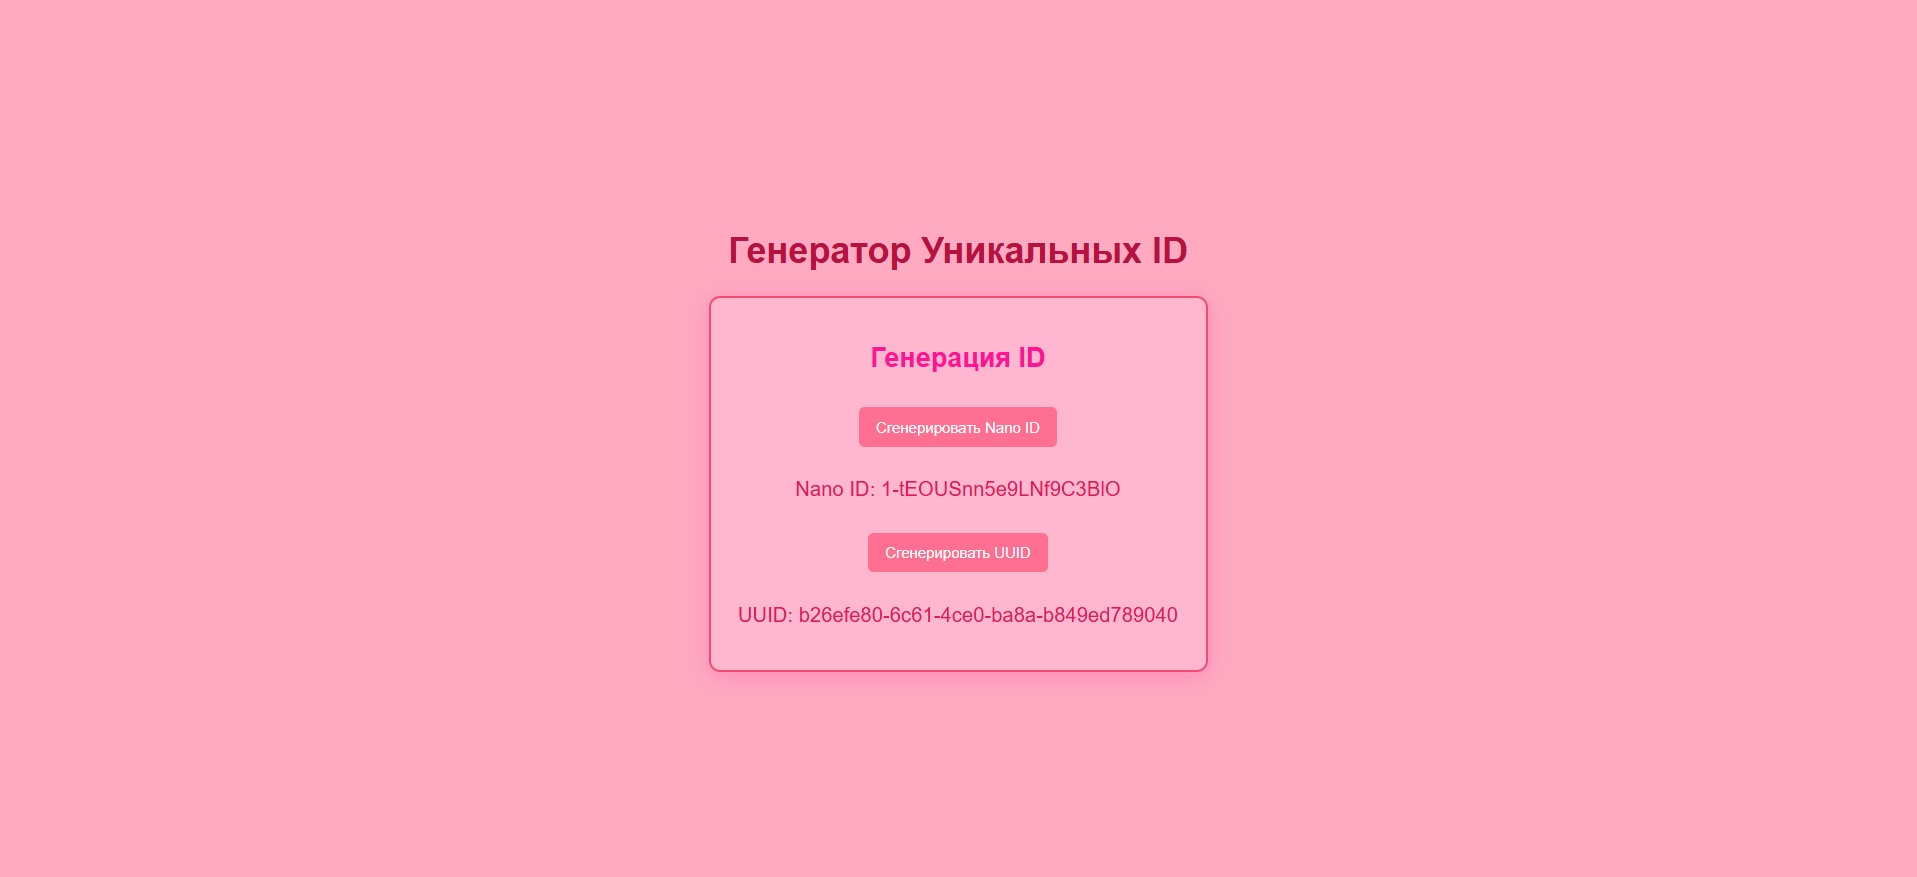 Генератор Уникальных ID
Генерация ID
Сгенерировать Nano ID
Nano ID: 1-tEOUSnn5e9LNf9C3BlO
Сгенерировать UUID
UUID: b26efe80-6c61-4ce0-ba8a-b849ed789040